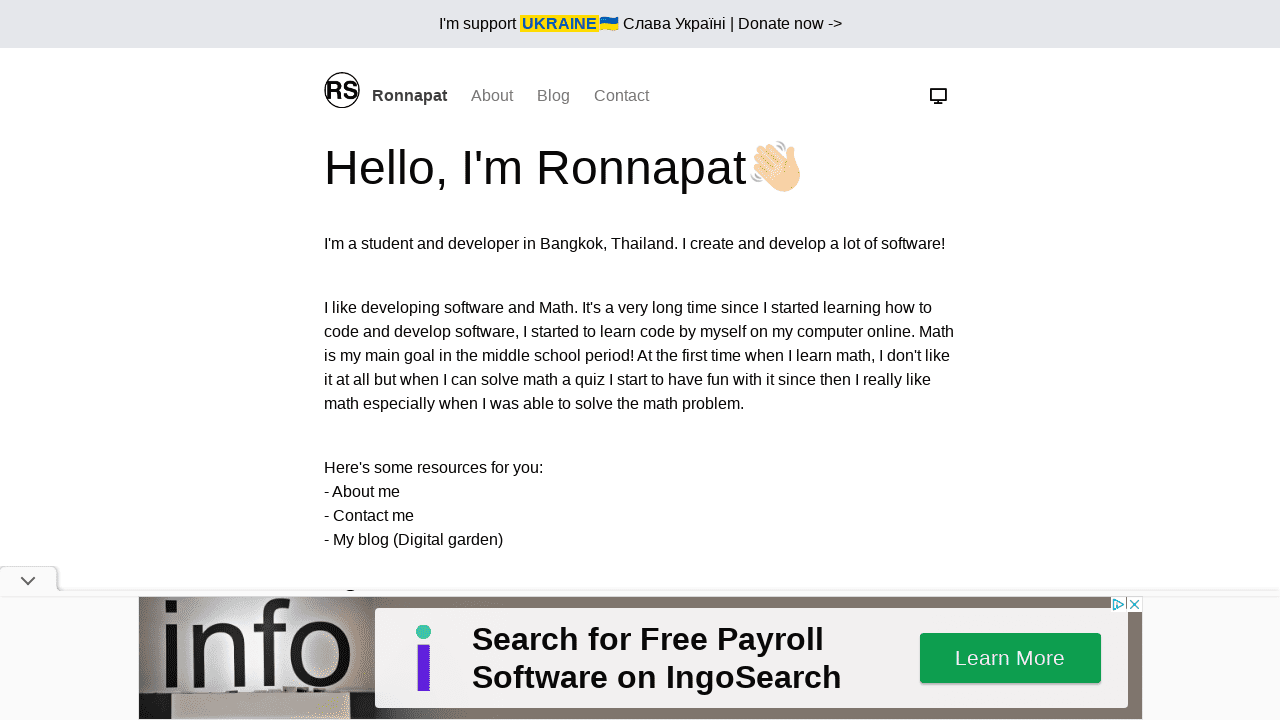 I'm support UKRAINE🇺🇦 Слава Україні | Donate now ->
RS Ronnapat About Blog Contact
Hello, I'm Ronnapat👋🏻
I'm a student and developer in Bangkok, Thailand. I create and develop a lot of software!
I like developing software and Math. It's a very long time since I started learning how to
code and develop software, I started to learn code by myself on my computer online. Math
is my main goal in the middle school period! At the first time when I learn math, I don't like
it at all but when I can solve math a quiz I start to have fun with it since then I really like
math especially when I was able to solve the math problem.
Here's some resources for you:
- About me
- Contact me
- My blog (Digital garden)
info
Search for Free Payroll
Software on IngoSearch
Learn More